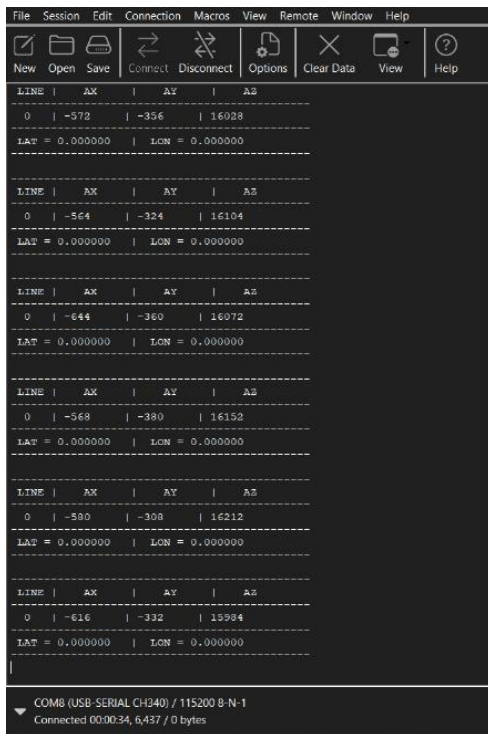 File Session Edit Connection Macros View Remote Window Help
New Open Save Connect Disconnect Options Clear Data View Help
LINE | AX | AY | AZ
0 | -572 | -356 | 16028
LAT = 0.000000 | LON = 0.000000
LINE | AX | AY | AZ
0 | -564 | -324 | 16104
LAT = 0.000000 | LON = 0.000000
LINE | AX | AY | AZ
0 | -644 | -360 | 16072
LAT = 0.000000 | LON = 0.000000
LINE | AX | AY | AZ
0 | -568 | -380 | 16152
LAT = 0.000000 | LON = 0.000000
LINE | AX | AY | AZ
0 | -580 | -308 | 16212
LAT = 0.000000 | LON = 0.000000
LINE | AX | AY | AZ
0 | -616 | -332 | 15984
LAT = 0.000000 | LON = 0.000000
COM8 (USB-SERIAL CH340) / 115200 8-N-1
Connected 00:00:34, 6,437 / 0 bytes